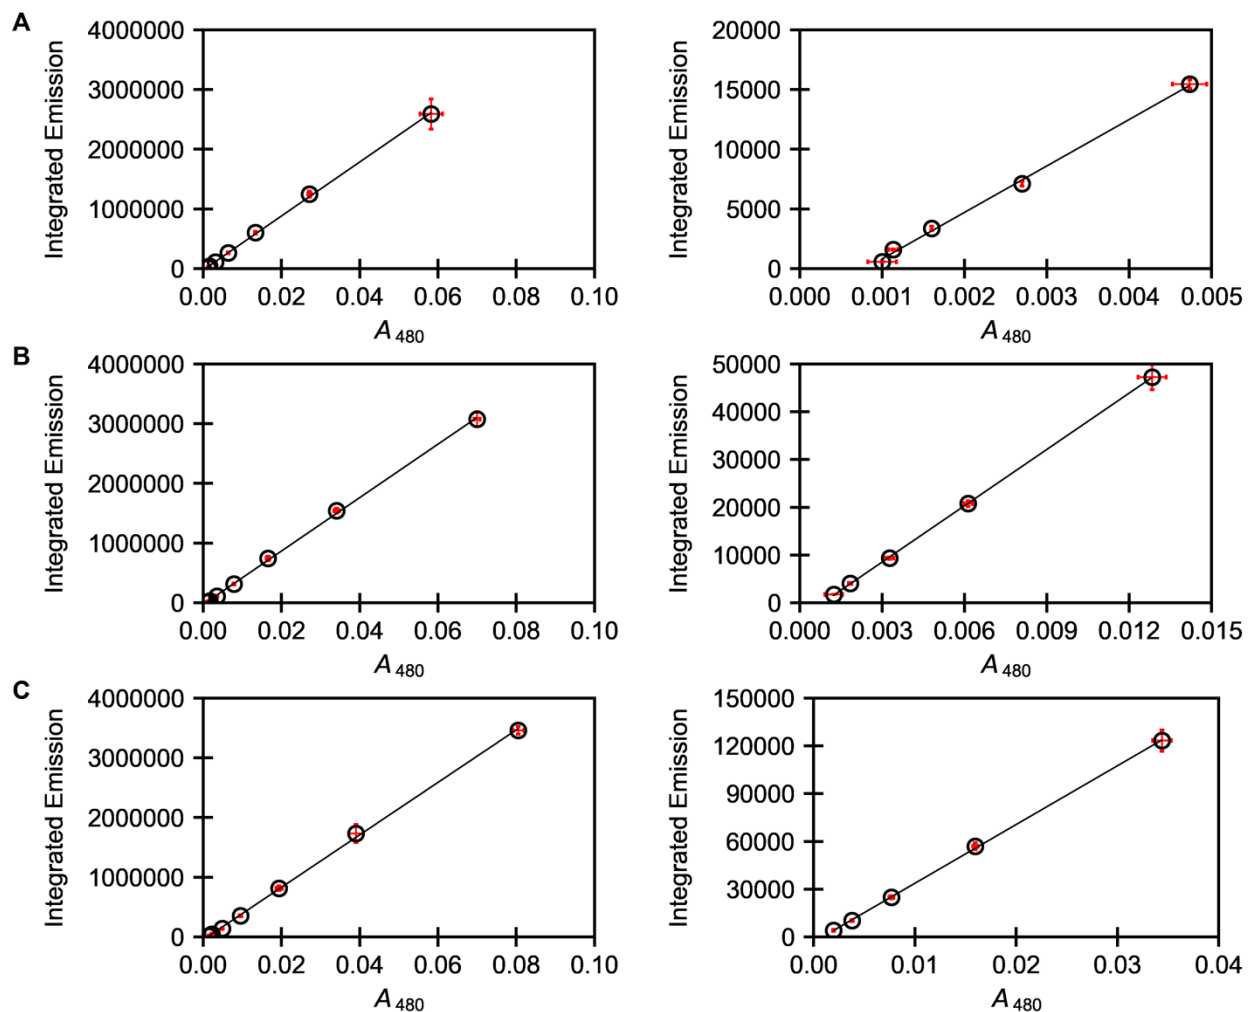 A
Integrated Emission
4000000
3000000
2000000
1000000
0
0.00 0.02 0.04 0.06 0.08 0.10
A480
Integrated Emission
20000
15000
10000
5000
0
0.000 0.001 0.002 0.003 0.004 0.005
A480
B
Integrated Emission
4000000
3000000
2000000
1000000
0
0.00 0.02 0.04 0.06 0.08 0.10
A480
Integrated Emission
50000
40000
30000
20000
10000
0
0.000 0.003 0.006 0.009 0.012 0.015
A480
C
Integrated Emission
4000000
3000000
2000000
1000000
0
0.00 0.02 0.04 0.06 0.08 0.10
A480
Integrated Emission
150000
120000
90000
60000
30000
0
0.00 0.01 0.02 0.03 0.04
A480